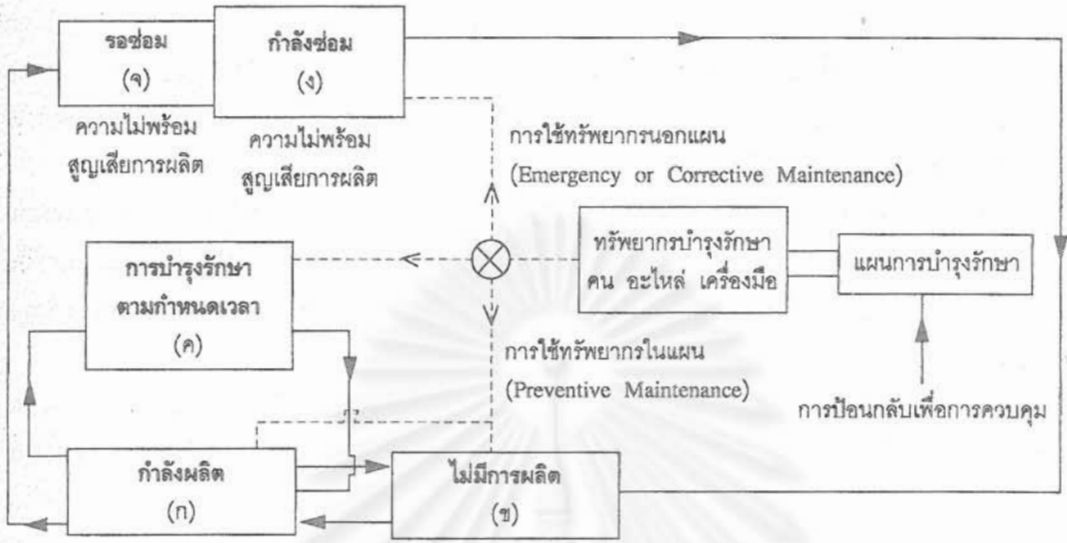 รอซ่อม
(จ)
กำลังซ่อม
(ง)
ความไม่พร้อม
สูญเสียการผลิต
ความไม่พร้อม
สูญเสียการผลิต
การใช้ทรัพยากรนอกแผน
(Emergency or Corrective Maintenance)
การบำรุงรักษา
ตามกำหนดเวลา
(ค)
ทรัพยากรบำรุงรักษา
คน อะไหล่ เครื่องมือ
แผนการบำรุงรักษา
การใช้ทรัพยากรในแผน
(Preventive Maintenance)
การป้อนกลับเพื่อการควบคุม
กำลังผลิต
(ก)
ไม่มีการผลิต
(ข)